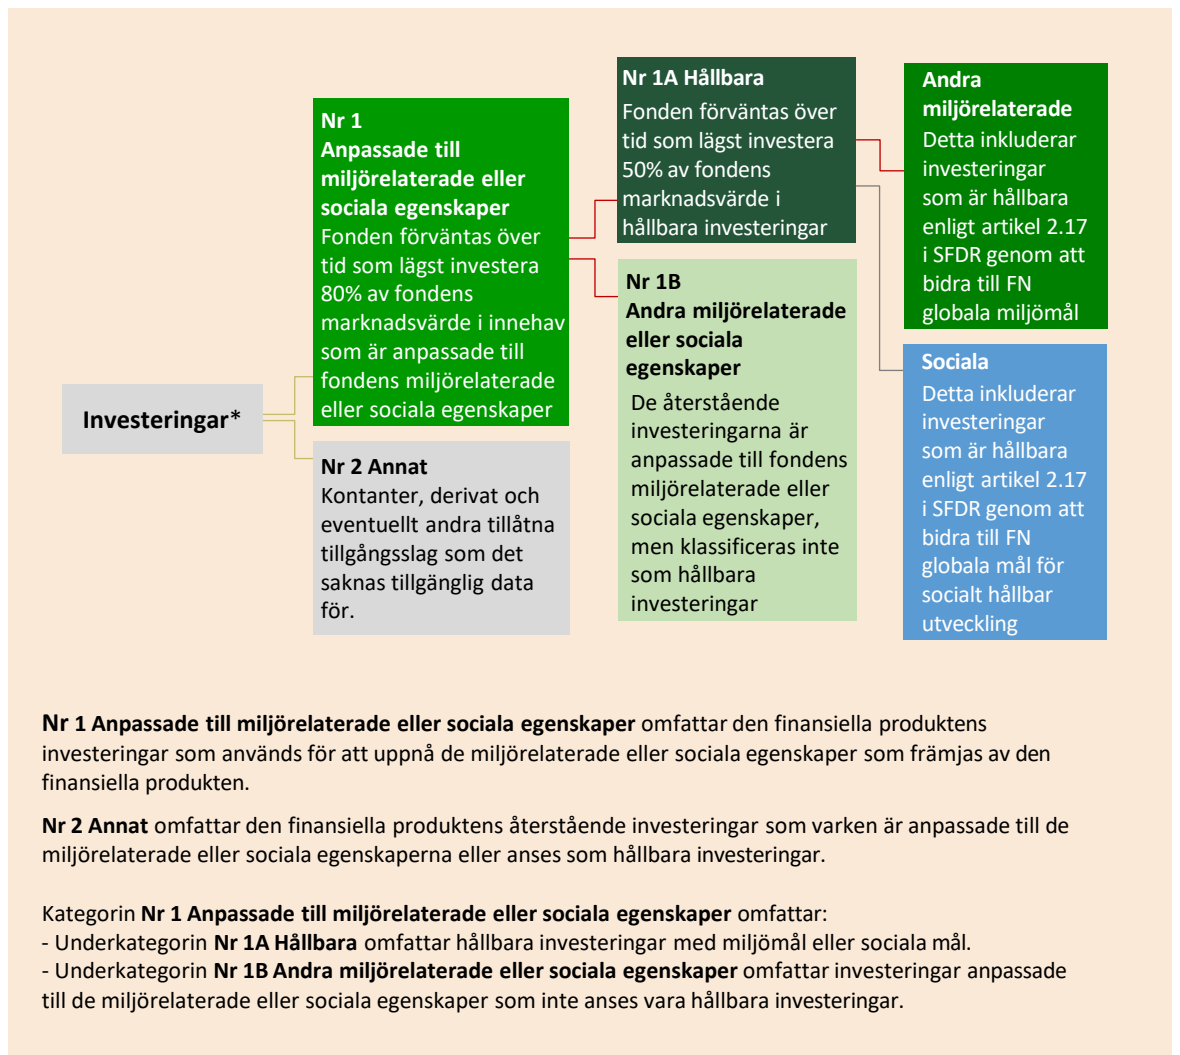 Investeringar*
Nr 1
Anpassade till
miljörelaterade eller
sociala egenskaper
Fonden förväntas över
tid som lägst investera
80% av fondens
marknadsvärde i innehav
som är anpassade till
fondens miljörelaterade
eller sociala egenskaper
Nr 2 Annat
Kontanter, derivat och
eventuellt andra tillåtna
tillgångsslag som det
saknas tillgänglig data
för.
Nr 1A Hållbara
Fonden förväntas över
tid som lägst investera
50% av fondens
marknadsvärde i
hållbara investeringar
Nr 1B
Andra miljörelaterade
eller sociala
egenskaper
De återstående
investeringarna är
anpassade till fondens
miljörelaterade eller
sociala egenskaper,
men klassificeras inte
som hållbara
investeringar
Andra
miljörelaterade
Detta inkluderar
investeringar
som är hållbara
enligt artikel 2.17
i SFDR genom att
bidra till FN
globala miljömål
Sociala
Detta inkluderar
investeringar
som är hållbara
enligt artikel 2.17
i SFDR genom att
bidra till FN
globala mål för
socialt hållbar
utveckling
Nr 1 Anpassade till miljörelaterade eller sociala egenskaper omfattar den finansiella produktens
investeringar som används för att uppnå de miljörelaterade eller sociala egenskaper som främjas av den
finansiella produkten.
Nr 2 Annat omfattar den finansiella produktens återstående investeringar som varken är anpassade till de
miljörelaterade eller sociala egenskaperna eller anses som hållbara investeringar.
Kategorin Nr 1 Anpassade till miljörelaterade eller sociala egenskaper omfattar:
- Underkategorin Nr 1A Hållbara omfattar hållbara investeringar med miljömål eller sociala mål.
- Underkategorin Nr 1B Andra miljörelaterade eller sociala egenskaper omfattar investeringar anpassade
till de miljörelaterade eller sociala egenskaper som inte anses vara hållbara investeringar.